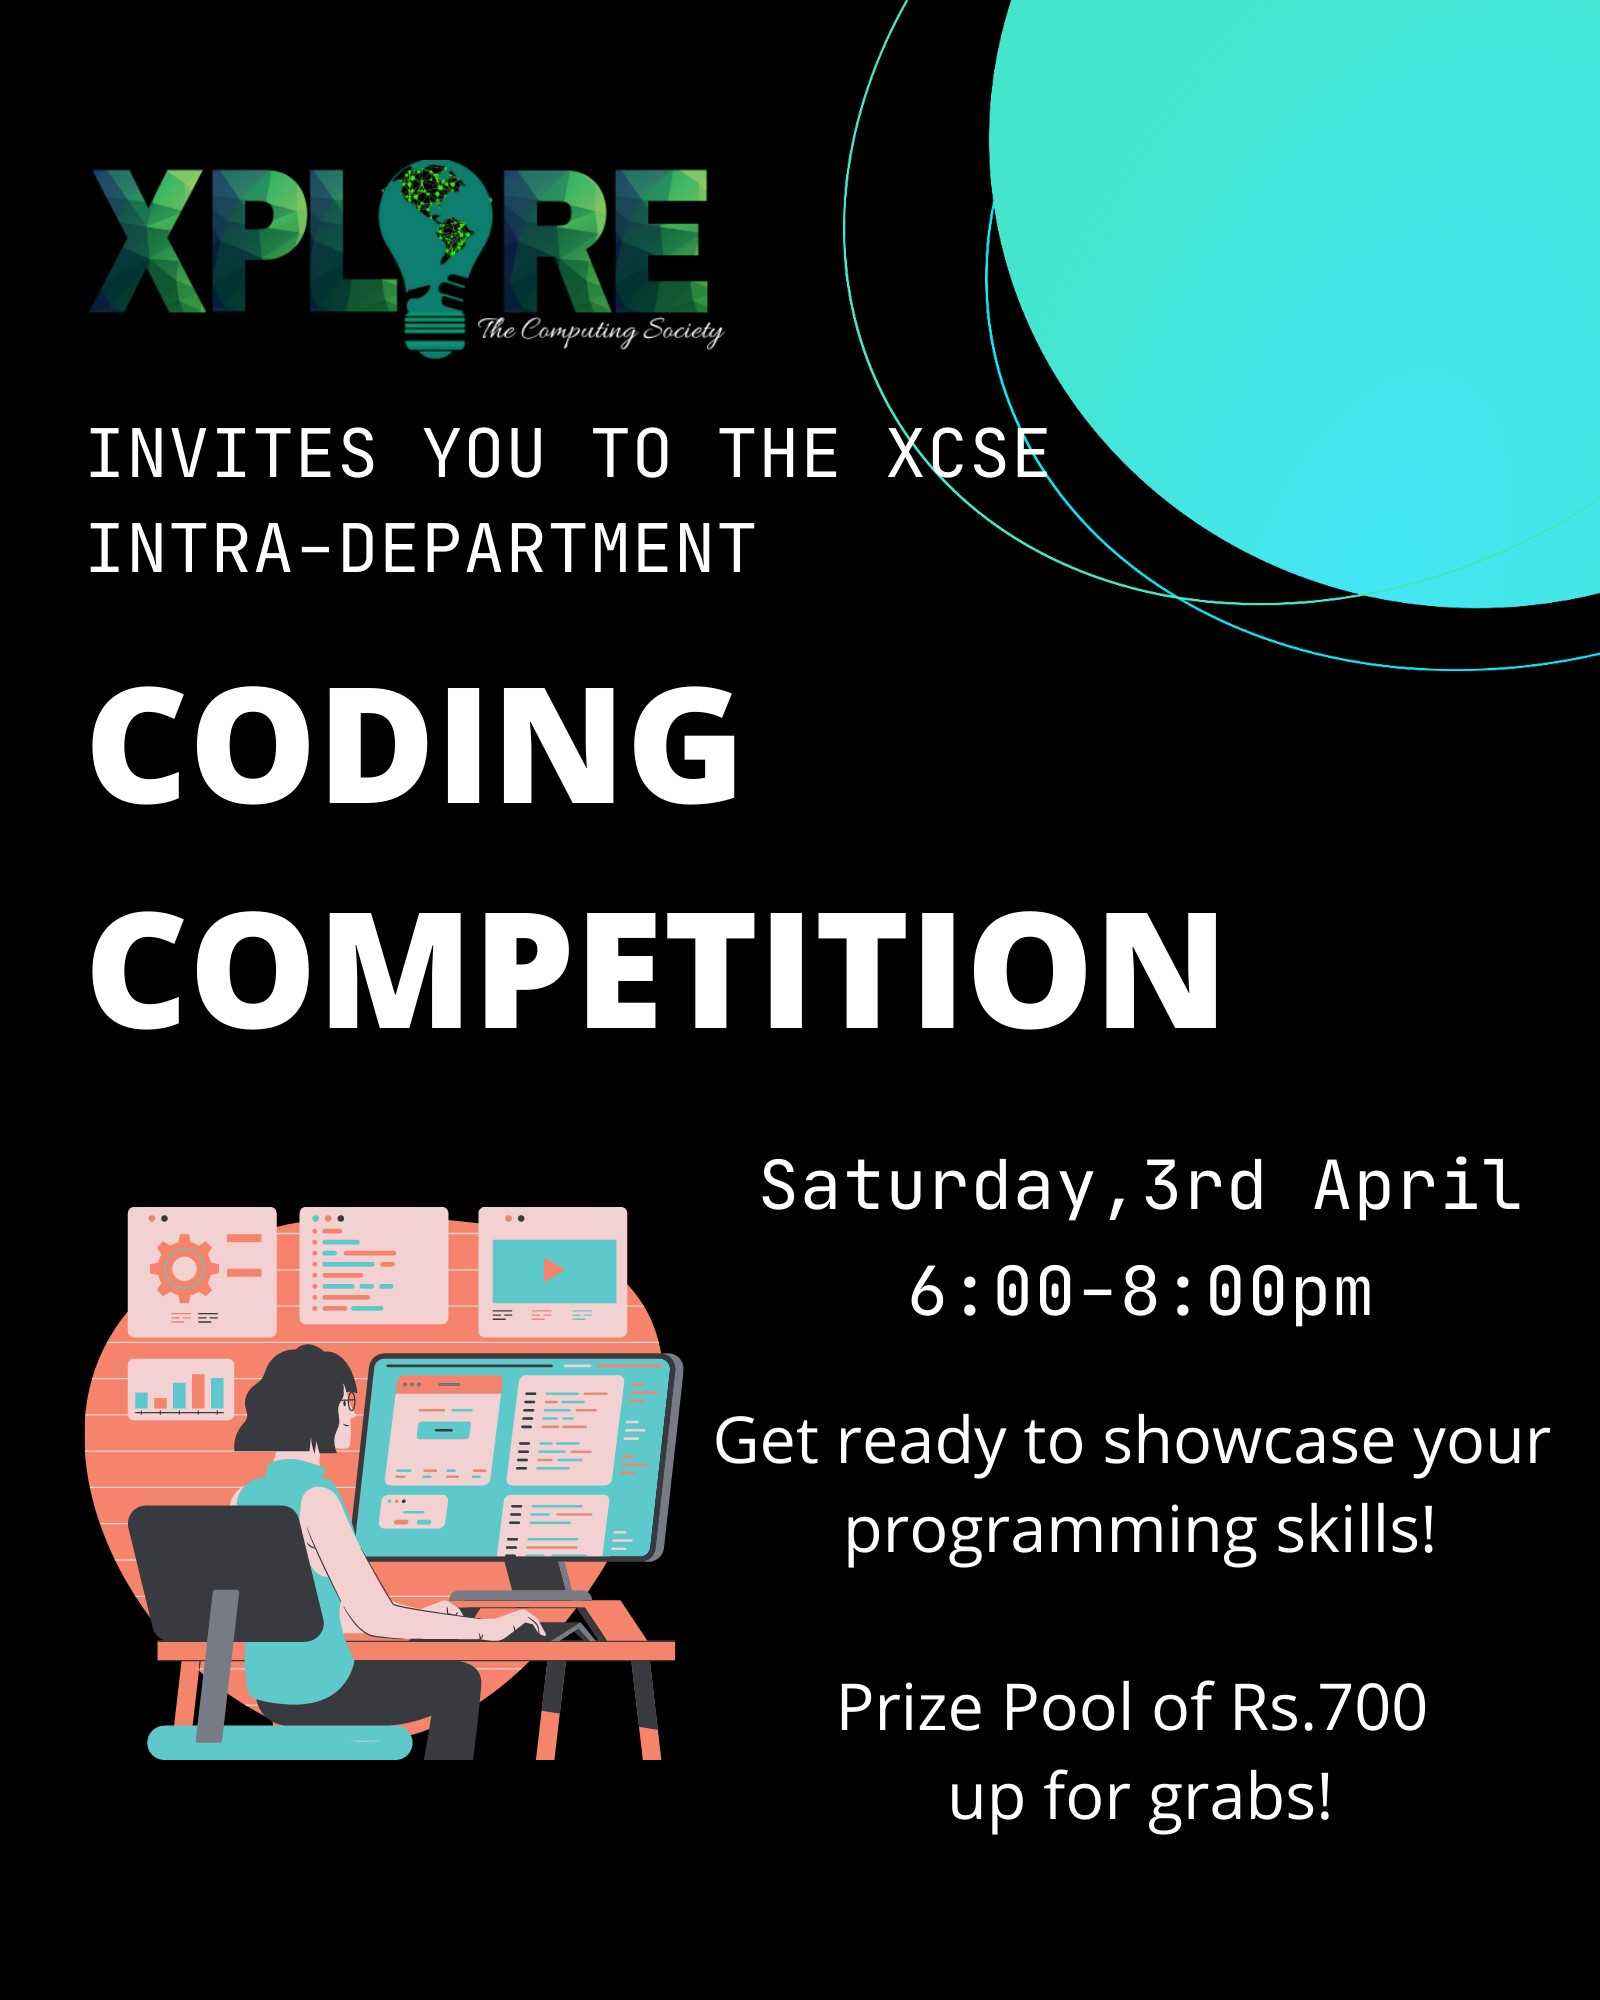 XPLORE
The Computing Society
INVITES YOU TO THE XCSE
INTRA-DEPARTMENT
CODING
COMPETITION
Saturday,3rd April
6:00-8:00pm
Get ready to showcase your
programming skills!
Prize Pool of Rs.700
up for grabs!